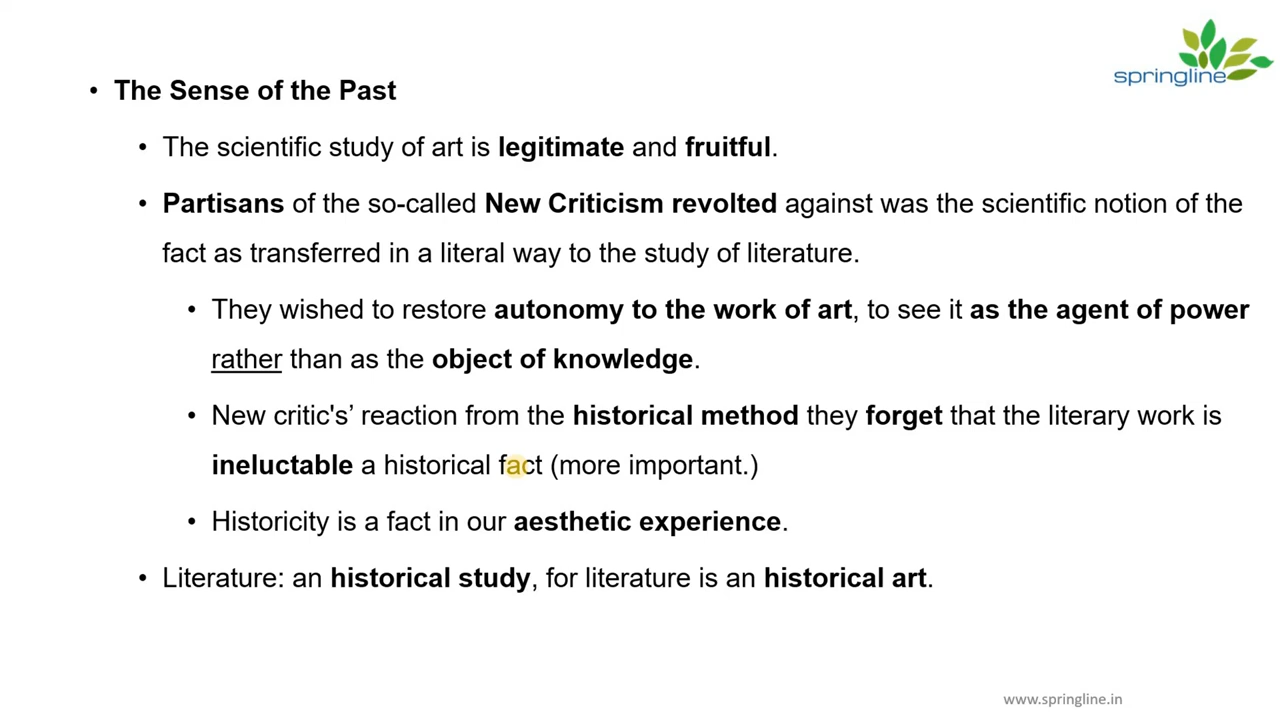 springline
• The Sense of the Past
• The scientific study of art is legitimate and fruitful.
• Partisans of the so-called New Criticism revolted against was the scientific notion of the
fact as transferred in a literal way to the study of literature.
• They wished to restore autonomy to the work of art, to see it as the agent of power
rather than as the object of knowledge.
• New critic's’ reaction from the historical method they forget that the literary work is
ineluctable a historical fact (more important.)
• Historicity is a fact in our aesthetic experience.
• Literature: an historical study, for literature is an historical art.
www.springline.in